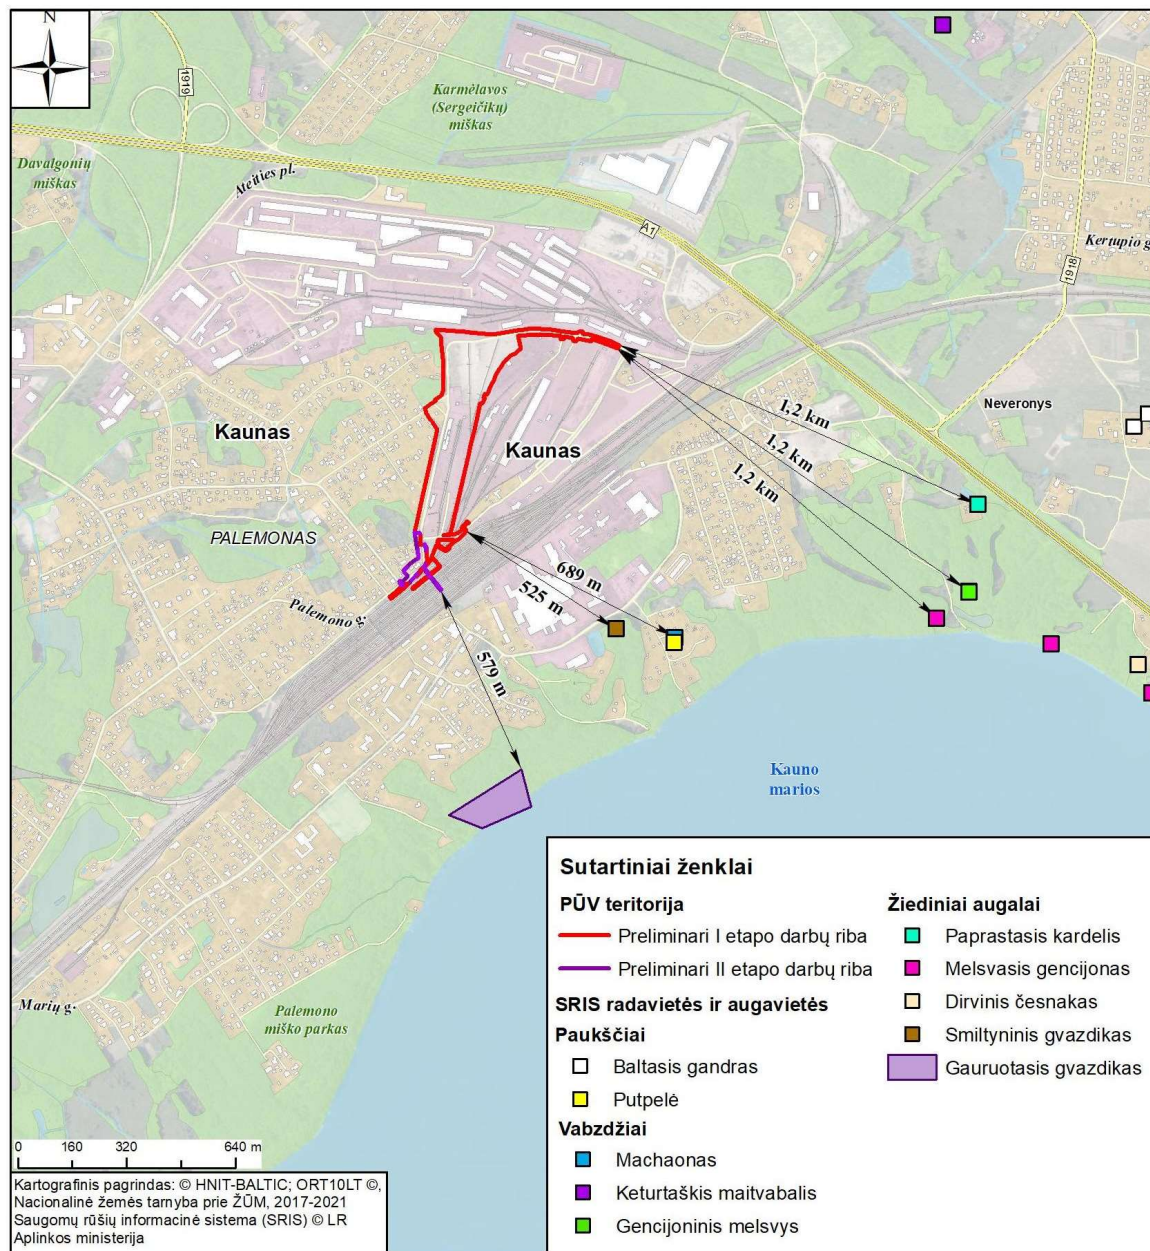 N
1919
Karmėlavos
(Sergeičikų)
miškas
Davalgonių
miškas
Ateities pl.
A1
Kertupio g.
1918
Neveronys
Kaunas
Kaunas
1,2 km
1,2 km
1,2 km
PALEMONAS
689 m
525 m
Palemono g.
579 m
Kauno
marios
Marių g.
Palemono
miško parkas
Sutartiniai ženklai
PŪV teritorija
Preliminari I etapo darbų riba
Preliminari II etapo darbų riba
SRIS radavietės ir augavietės
Paukščiai
Baltasis gandras
Putpelė
Vabzdžiai
Machaonas
Keturtaškis maitvabalis
Gencijoninis melsvys
Žiediniai augalai
Paprastasis kardelis
Melsvasis gencijonas
Dirvinis česnakas
Smiltyninis gvazdikas
Gauruotasis gvazdikas
0 160 320 640 m
Kartografinis pagrindas: © HNIT-BALTIC; ORT10LT ©,
Nacionalinė žemės tarnyba prie ŽŪM, 2017-2021
Saugomų rūšių informacinė sistema (SRIS) © LR
Aplinkos ministerija